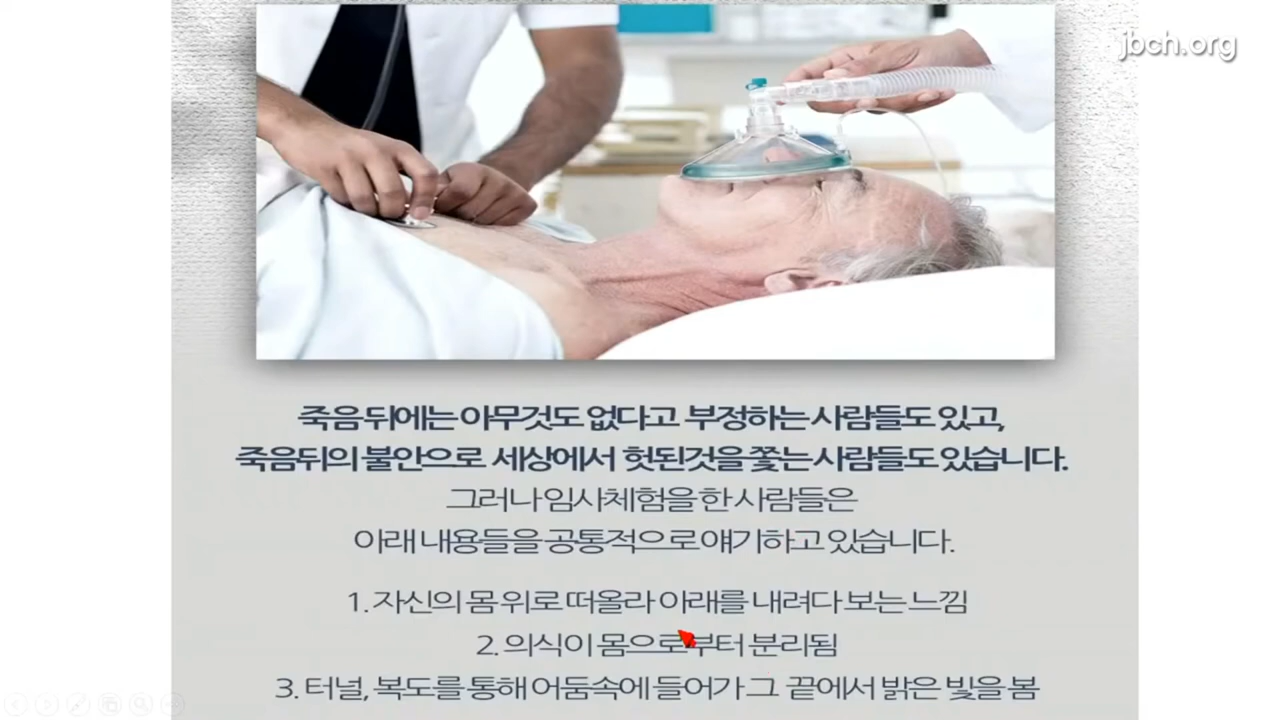 jbch.org
죽음 뒤에는 아무것도 없다고 부정하는 사람들도 있고,
죽음뒤의 불안으로 세상에서 헛된것을 쫓는 사람들도 있습니다.
그러나 임사체험을 한 사람들은
아래 내용들을 공통적으로 얘기하고 있습니다.
1. 자신의 몸 위로 떠올라 아래를 내려다 보는 느낌
2. 의식이 몸으로부터 분리됨
3. 터널, 복도를 통해 어둠속에 들어가 그 끝에서 밝은 빛을 봄